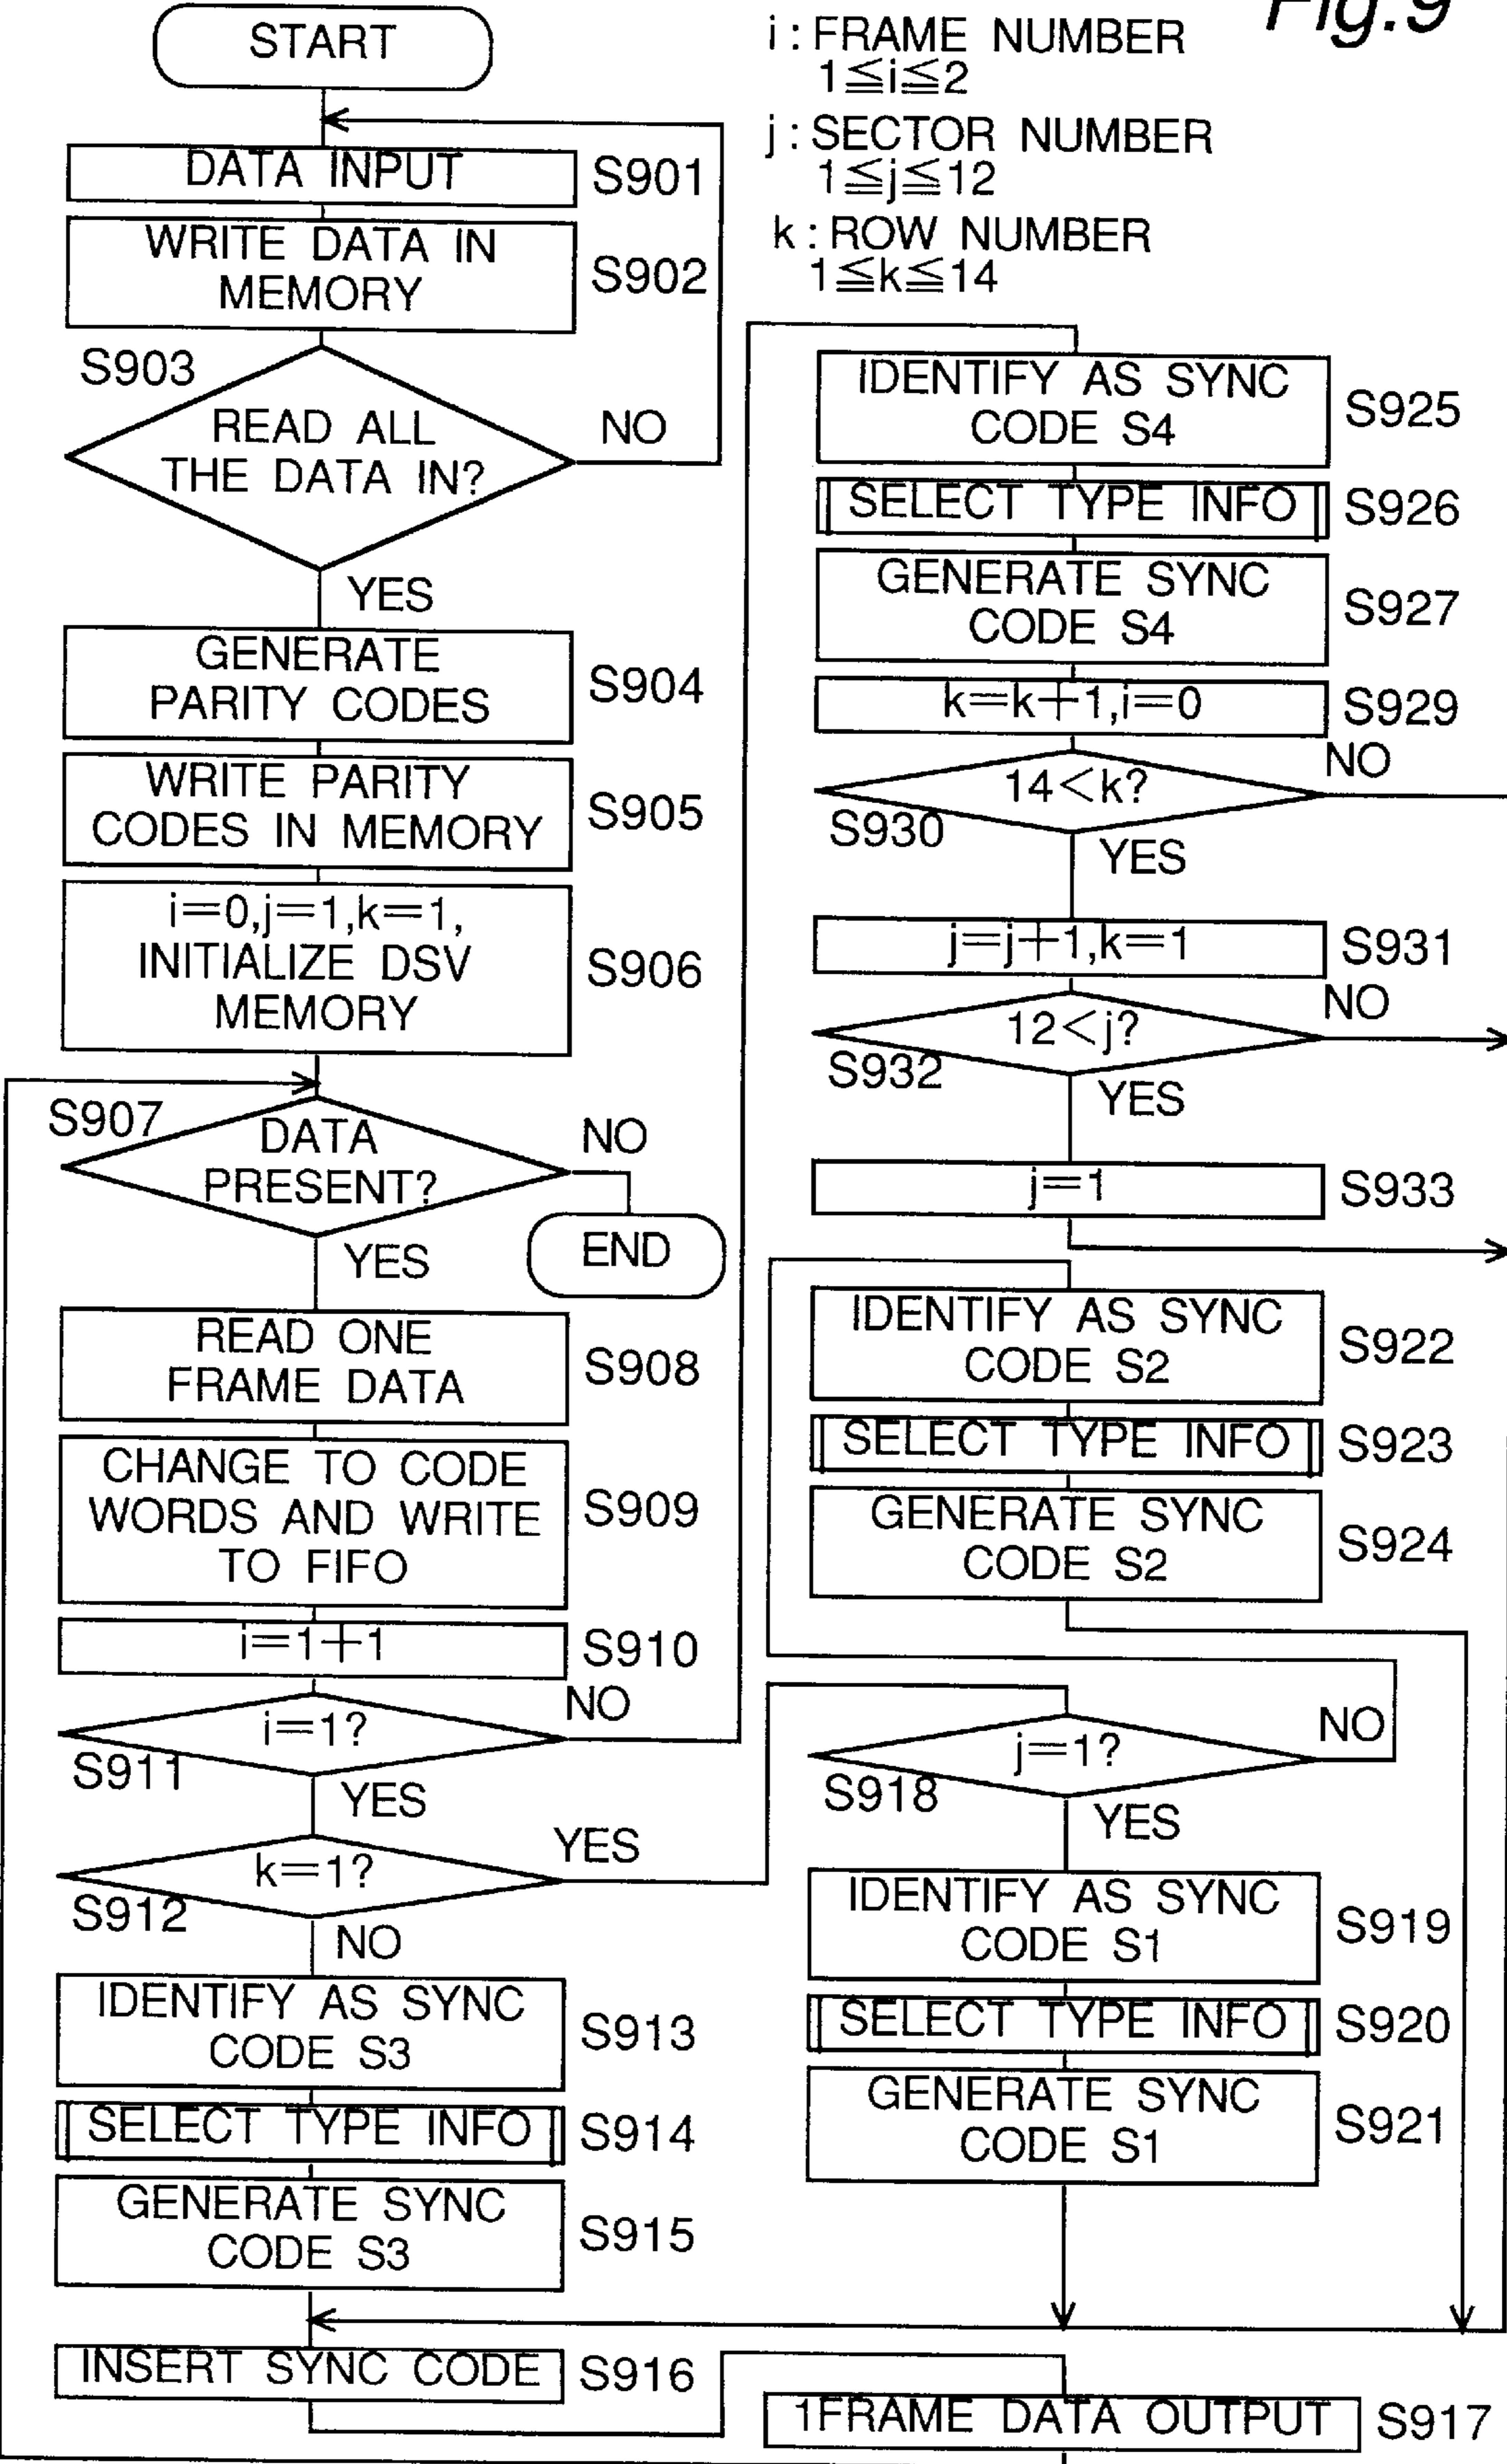 Fig.9
i : FRAME NUMBER
1≦i≦2
j : SECTOR NUMBER
1≦j≦12
k : ROW NUMBER
1≦k≦14
START
DATA INPUT
S901
WRITE DATA IN
MEMORY
S902
S903
READ ALL
THE DATA IN?
NO
YES
GENERATE
PARITY CODES
S904
WRITE PARITY
CODES IN MEMORY
S905
i=0,j=1,k=1,
INITIALIZE DSV
MEMORY
S906
S907
DATA
PRESENT?
NO
END
YES
READ ONE
FRAME DATA
S908
CHANGE TO CODE
WORDS AND WRITE
TO FIFO
S909
i=1+1
S910
i=1?
NO
S911
YES
k=1?
YES
S912
NO
IDENTIFY AS SYNC
CODE S3
S913
SELECT TYPE INFO
S914
GENERATE SYNC
CODE S3
S915
INSERT SYNC CODE
S916
IDENTIFY AS SYNC
CODE S4
S925
SELECT TYPE INFO
S926
GENERATE SYNC
CODE S4
S927
k=k+1,i=0
S929
14<k?
NO
S930
YES
j=j+1,k=1
S931
12<j?
NO
S932
YES
j=1
S933
IDENTIFY AS SYNC
CODE S2
S922
SELECT TYPE INFO
S923
GENERATE SYNC
CODE S2
S924
j=1?
NO
S918
YES
IDENTIFY AS SYNC
CODE S1
S919
SELECT TYPE INFO
S920
GENERATE SYNC
CODE S1
S921
1FRAME DATA OUTPUT
S917